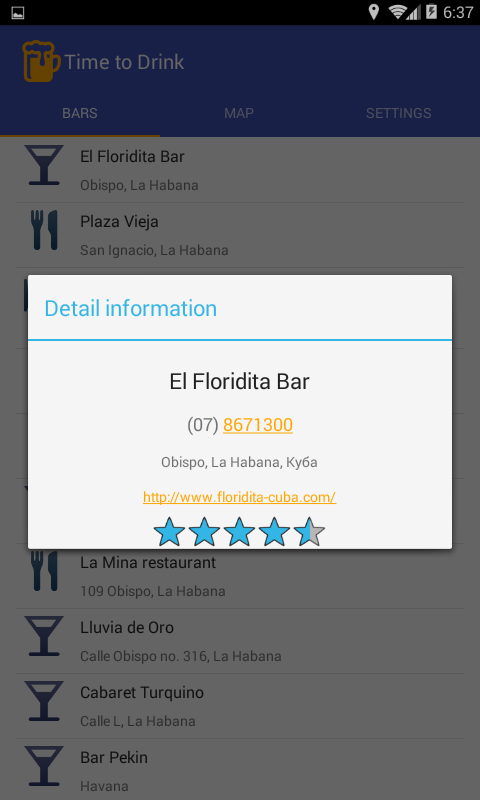 6:37
Time to Drink
BARS MAP SETTINGS
El Floridita Bar
Obispo, La Habana
Plaza Vieja
San Ignacio, La Habana
Detail information
El Floridita Bar
(07) 8671300
Obispo, La Habana, Куба
http://www.floridita-cuba.com/
La Mina restaurant
109 Obispo, La Habana
Lluvia de Oro
Calle Obispo no. 316, La Habana
Cabaret Turquino
Calle L, La Habana
Bar Pekin
Havana